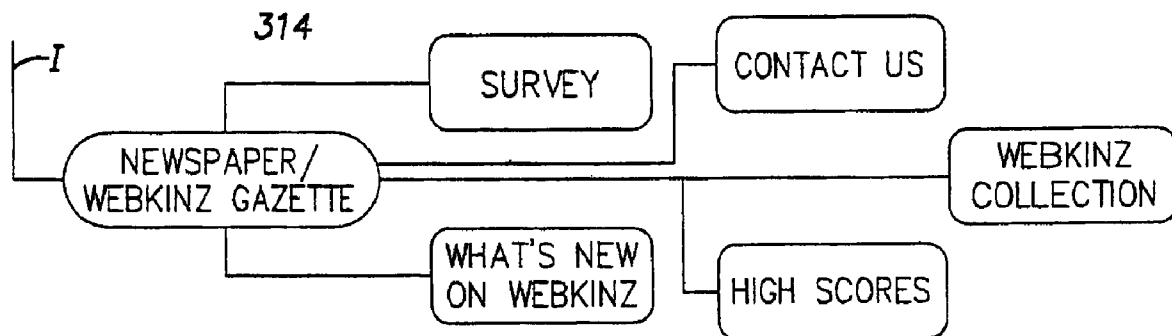 314
I
SURVEY
CONTACT US
NEWSPAPER/
WEBKINZ GAZETTE
WEBKINZ
COLLECTION
WHAT'S NEW
ON WEBKINZ
HIGH SCORES